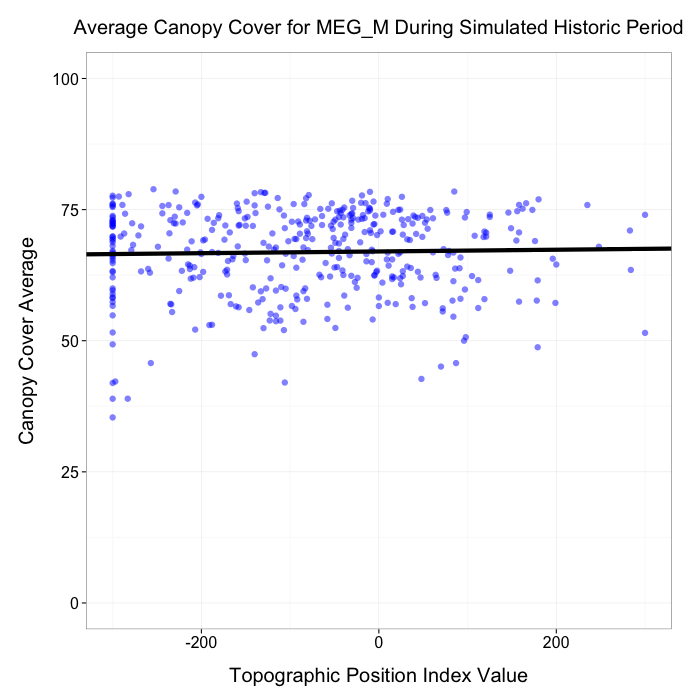 Average Canopy Cover for MEG_M During Simulated Historic Period
100
75
50
25
0
Canopy Cover Average
-200
0
200
Topographic Position Index Value